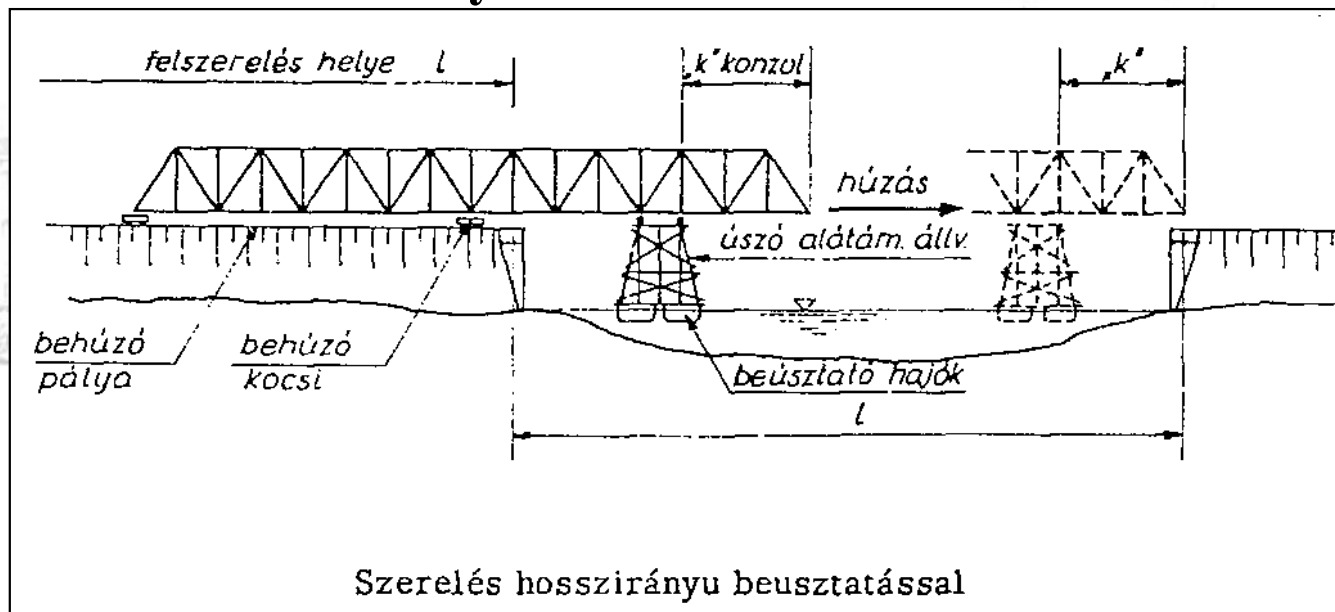 felszerelés helye l
„k" konzol
„k"
húzás
úszó alátám. állv.
behúzó
pálya
behúzó
kocsi
beúsztató hajók
l
Szerelés hosszirányu beusztatással